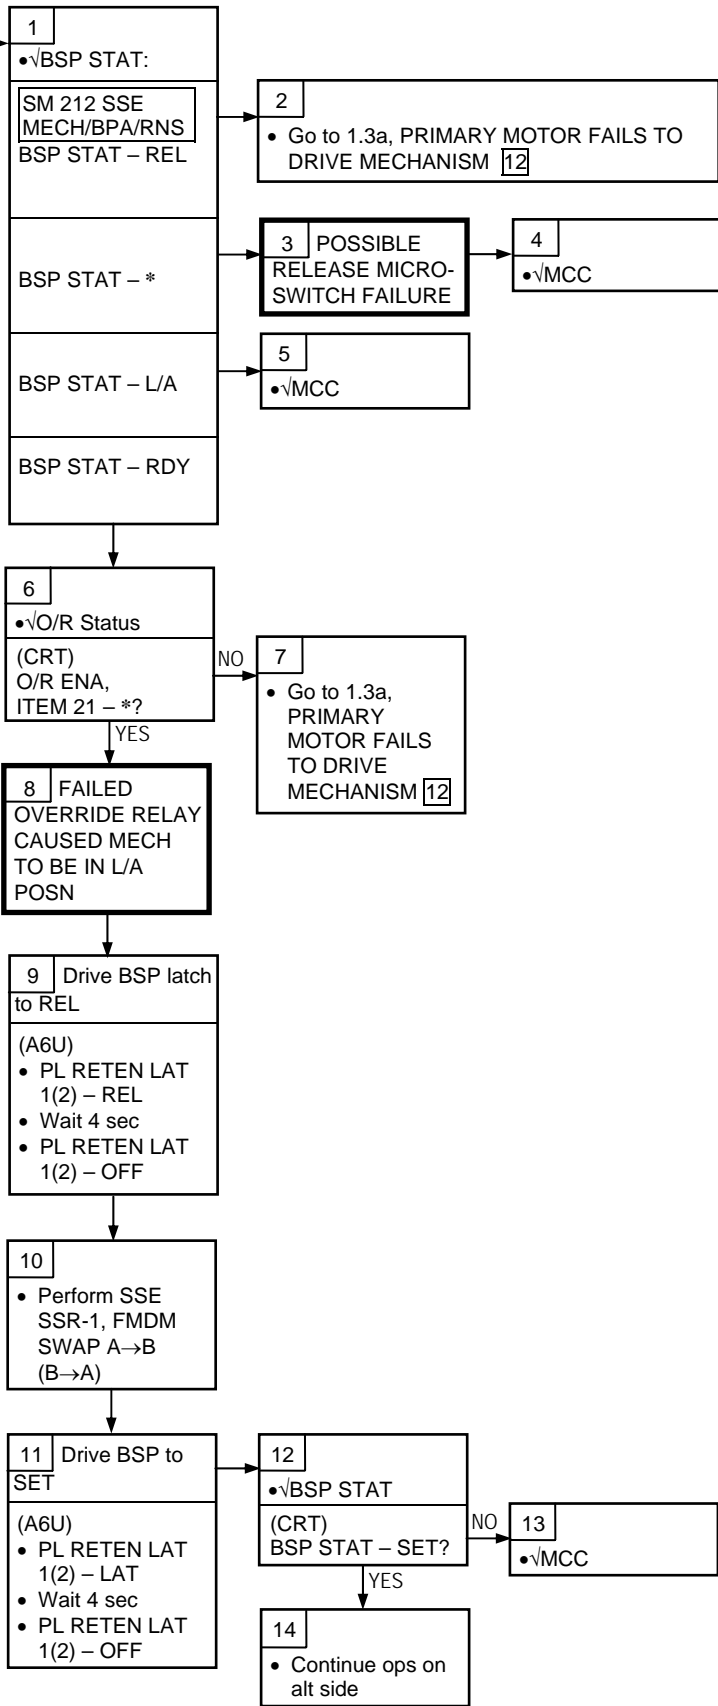 1
•√BSP STAT:
SM 212 SSE
MECH/BPA/RNS
BSP STAT – REL
BSP STAT – *
BSP STAT – L/A
BSP STAT – RDY
2
• Go to 1.3a, PRIMARY MOTOR FAILS TO
DRIVE MECHANISM 12
3 POSSIBLE
RELEASE MICRO-
SWITCH FAILURE
4
•√MCC
5
•√MCC
6
•√O/R Status
(CRT)
O/R ENA,
ITEM 21 – *?
NO
YES
7
• Go to 1.3a,
PRIMARY
MOTOR FAILS
TO DRIVE
MECHANISM 12
8 FAILED
OVERRIDE RELAY
CAUSED MECH
TO BE IN L/A
POSN
9 Drive BSP latch
to REL
(A6U)
• PL RETEN LAT
1(2) – REL
• Wait 4 sec
• PL RETEN LAT
1(2) – OFF
10
• Perform SSE
SSR-1, FMDM
SWAP A→B
(B→A)
11 Drive BSP to
SET
(A6U)
• PL RETEN LAT
1(2) – LAT
• Wait 4 sec
• PL RETEN LAT
1(2) – OFF
12
•√BSP STAT
(CRT)
BSP STAT – SET?
NO
YES
13
•√MCC
14
• Continue ops on
alt side